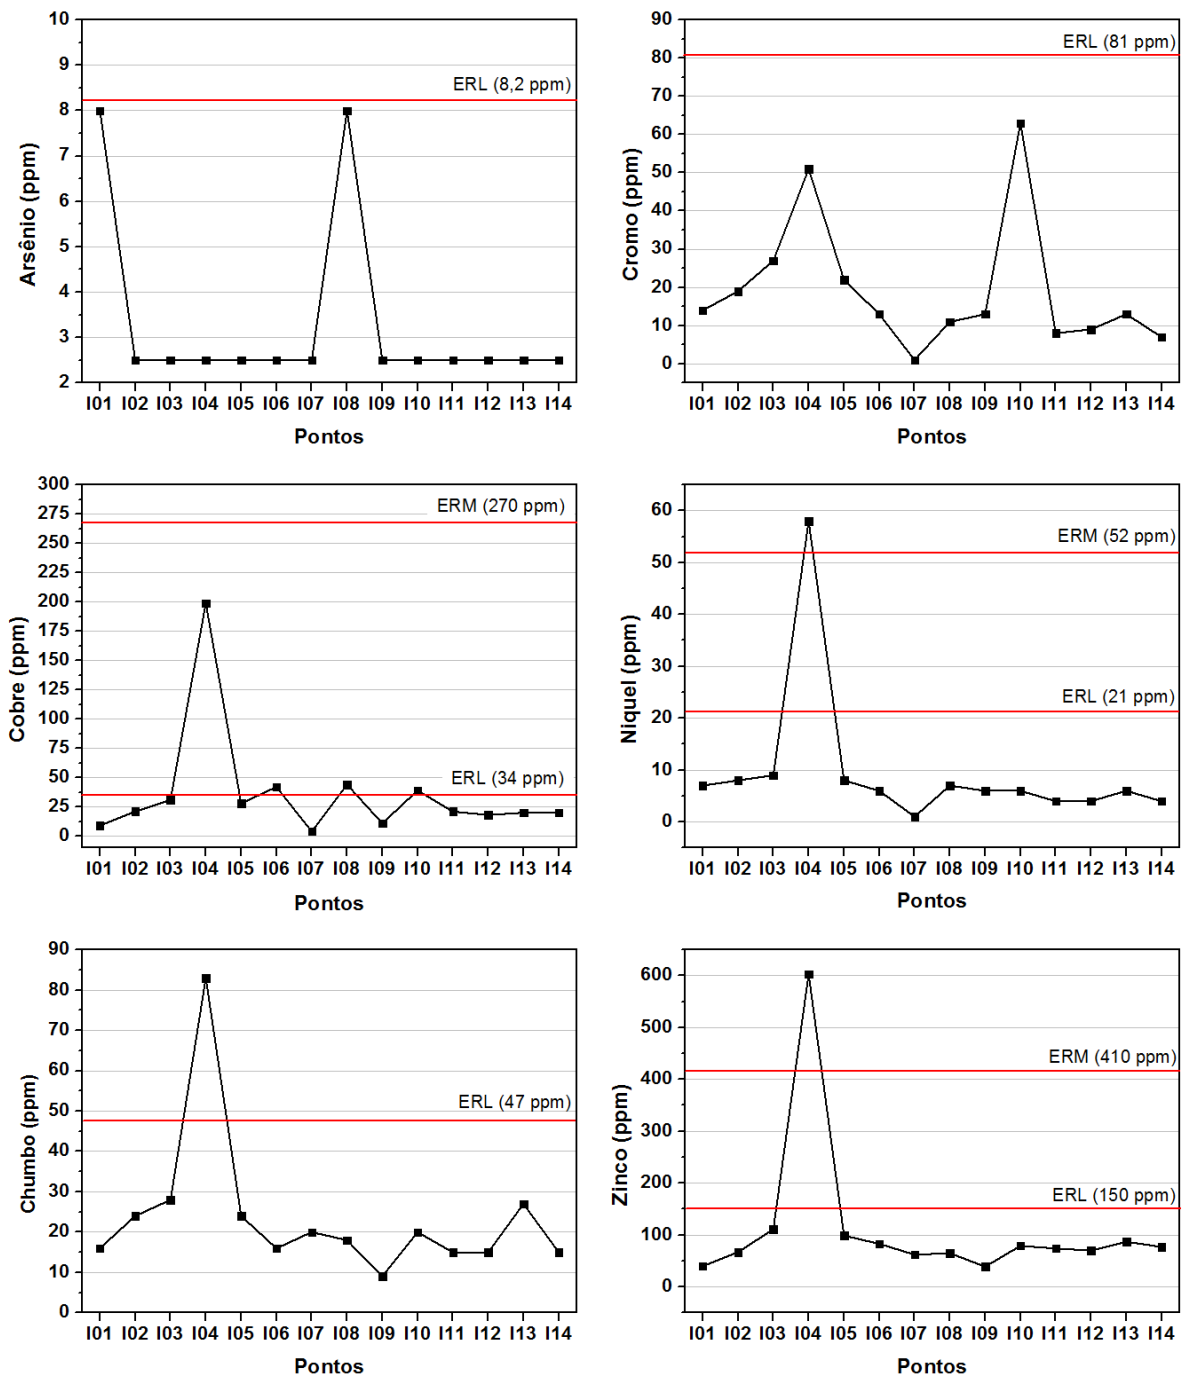 10
9
8
7
6
5
4
3
2
Arsênio (ppm)
ERL (8,2 ppm)
I01 I02 I03 I04 I05 I06 I07 I08 I09 I10 I11 I12 I13 I14
Pontos
90
80
70
60
50
40
30
20
10
0
Cromo (ppm)
ERL (81 ppm)
I01 I02 I03 I04 I05 I06 I07 I08 I09 I10 I11 I12 I13 I14
Pontos
300
275
250
225
200
175
150
125
100
75
50
25
0
Cobre (ppm)
ERM (270 ppm)
ERL (34 ppm)
I01 I02 I03 I04 I05 I06 I07 I08 I09 I10 I11 I12 I13 I14
Pontos
60
50
40
30
20
10
0
Níquel (ppm)
ERM (52 ppm)
ERL (21 ppm)
I01 I02 I03 I04 I05 I06 I07 I08 I09 I10 I11 I12 I13 I14
Pontos
90
80
70
60
50
40
30
20
10
0
Chumbo (ppm)
ERL (47 ppm)
I01 I02 I03 I04 I05 I06 I07 I08 I09 I10 I11 I12 I13 I14
Pontos
600
500
400
300
200
100
0
Zinco (ppm)
ERM (410 ppm)
ERL (150 ppm)
I01 I02 I03 I04 I05 I06 I07 I08 I09 I10 I11 I12 I13 I14
Pontos